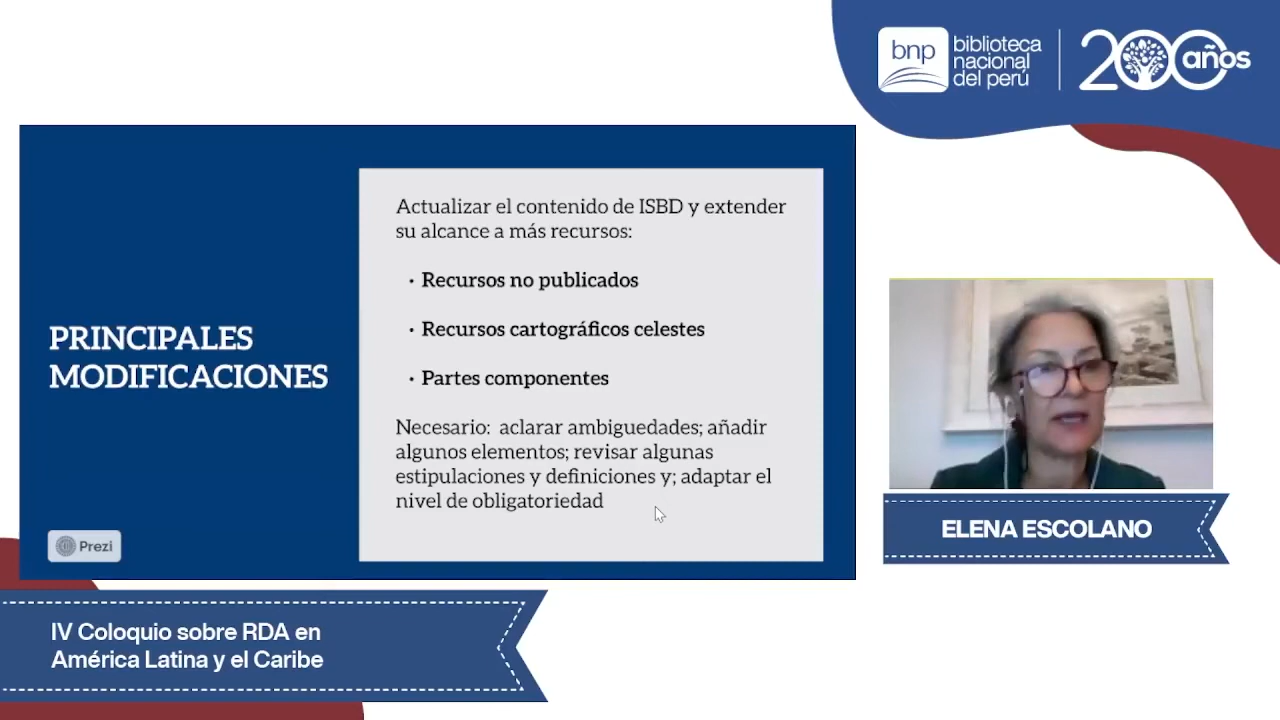 bnp
biblioteca
nacional
del perú
200 años
Actualizar el contenido de ISBD y extender
su alcance a más recursos:
· Recursos no publicados
· Recursos cartográficos celestes
· Partes componentes
Necesario:  aclarar ambiguedades; añadir
algunos elementos; revisar algunas
estipulaciones y definiciones y; adaptar el
nivel de obligatoriedad
PRINCIPALES
MODIFICACIONES
Prezi
ELENA ESCOLANO
IV Coloquio sobre RDA en
América Latina y el Caribe